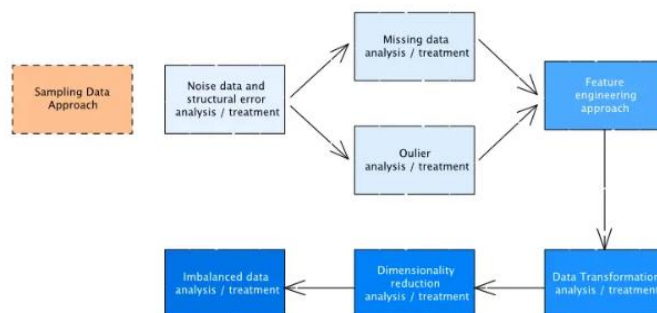 Missing data
analysis / treatment
Sampling Data
Approach
Noise data and
structural error
analysis / treatment
Feature
engineering
approach
Oulier
analysis / treatment
Imbalanced data
analysis / treatment
Dimensionality
reduction
analysis / treatment
Data Transformation
analysis / treatment